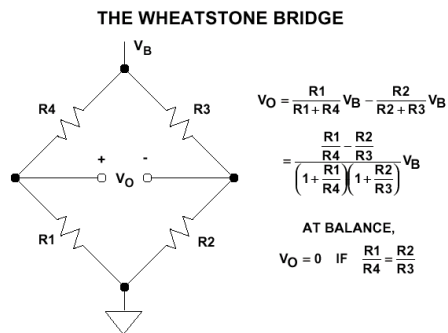 THE WHEATSTONE BRIDGE
V_B
R4
R3
+ -
V_O
R1
R2
V_O = R1/(R1+R4) V_B − R2/(R2+R3) V_B
= (R1/R4 − R2/R3)/((1+R1/R4)(1+R2/R3)) V_B
AT BALANCE,
V_O = 0 IF R1/R4 = R2/R3